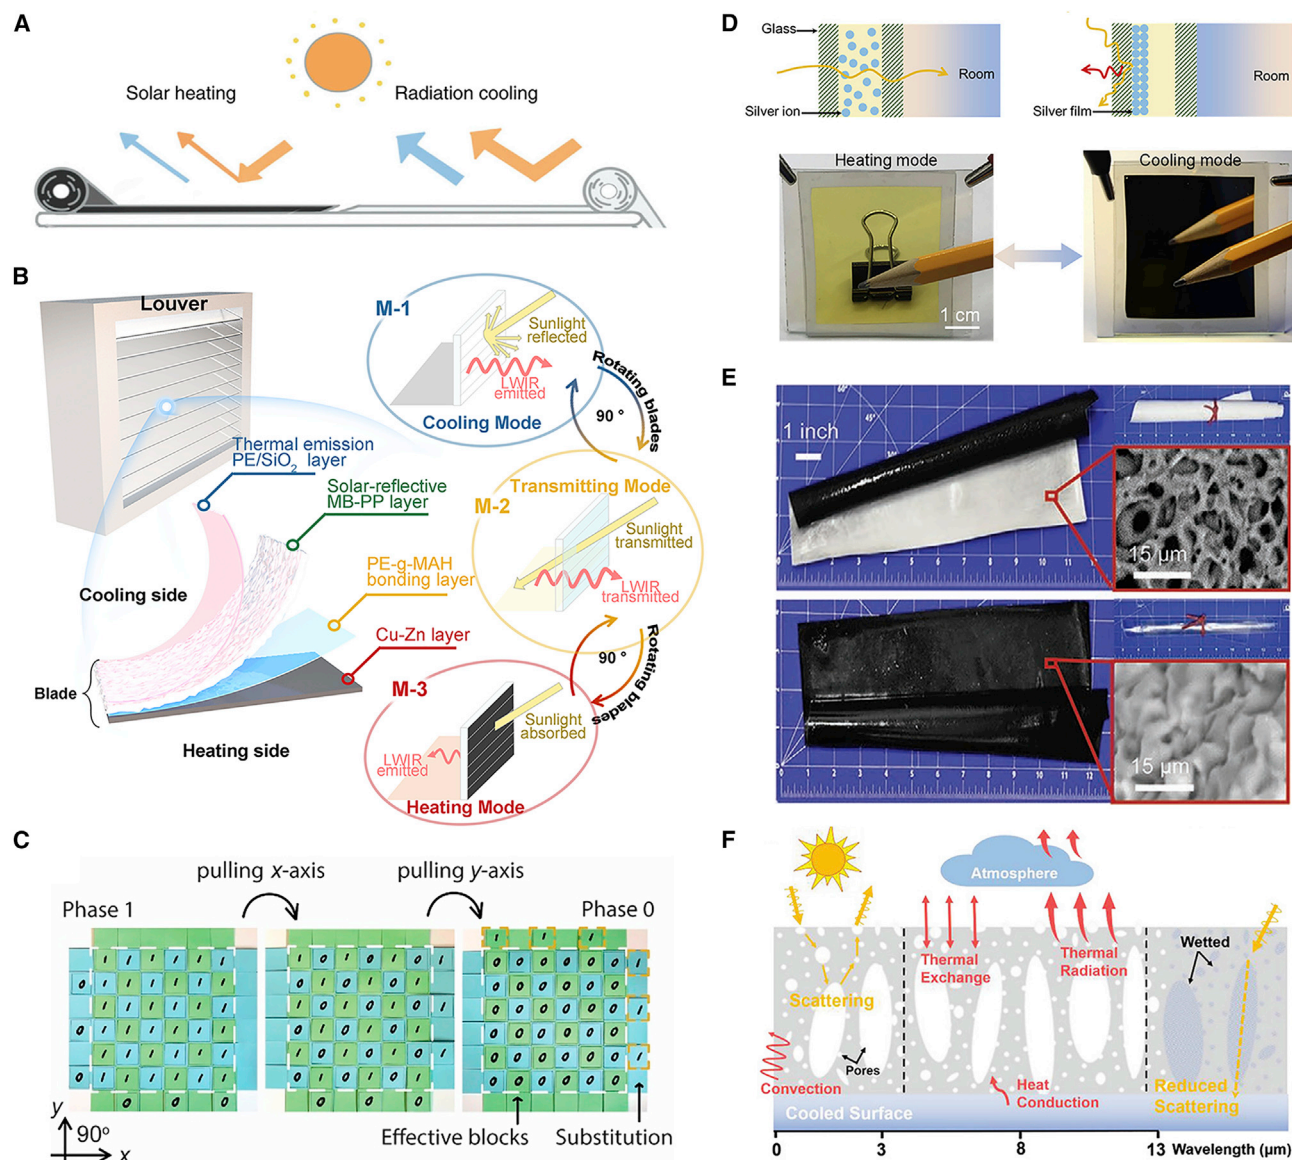 A
Solar heating
Radiation cooling
B
Louver
Thermal emission
PE/SiO2 layer
Solar-reflective
MB-PP layer
PE-g-MAH
bonding layer
Cu-Zn layer
Cooling side
Blade
Heating side
M-1
Sunlight
reflected
LWIR
emitted
Cooling Mode
Rotating blades
90 °
Transmitting Mode
M-2
Sunlight
transmitted
LWIR
transmitted
90 °
Rotating blades
M-3
Sunlight
absorbed
LWIR
emitted
Heating Mode
C
pulling x-axis
pulling y-axis
Phase 1
Phase 0
y
90°
x
Effective blocks
Substitution
D
Glass
Room
Silver ion
Room
Silver film
Heating mode
Cooling mode
1 cm
E
1 inch
15 µm
15 µm
F
Atmosphere
Thermal
Exchange
Thermal
Radiation
Wetted
Scattering
Pores
Convection
Heat
Conduction
Reduced
Scattering
Cooled Surface
0 3 8 13 Wavelength (µm)